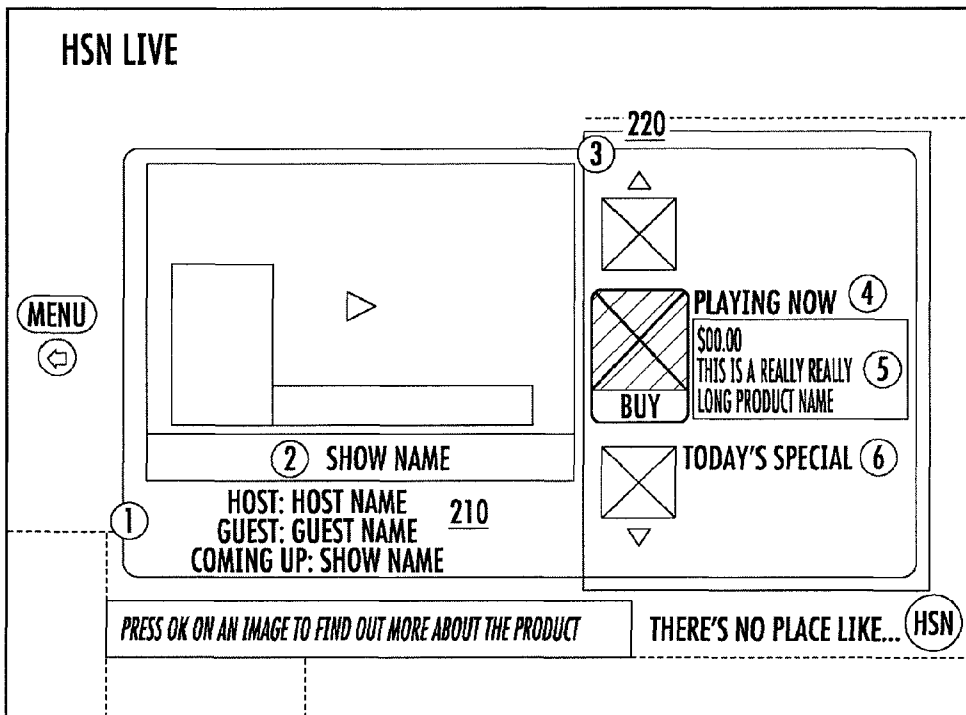 HSN LIVE
220
3
MENU
PLAYING NOW 4
$00.00
THIS IS A REALLY REALLY
LONG PRODUCT NAME
5
BUY
2 SHOW NAME
TODAY'S SPECIAL 6
1
HOST: HOST NAME
GUEST: GUEST NAME
COMING UP: SHOW NAME
210
PRESS OK ON AN IMAGE TO FIND OUT MORE ABOUT THE PRODUCT
THERE'S NO PLACE LIKE... HSN